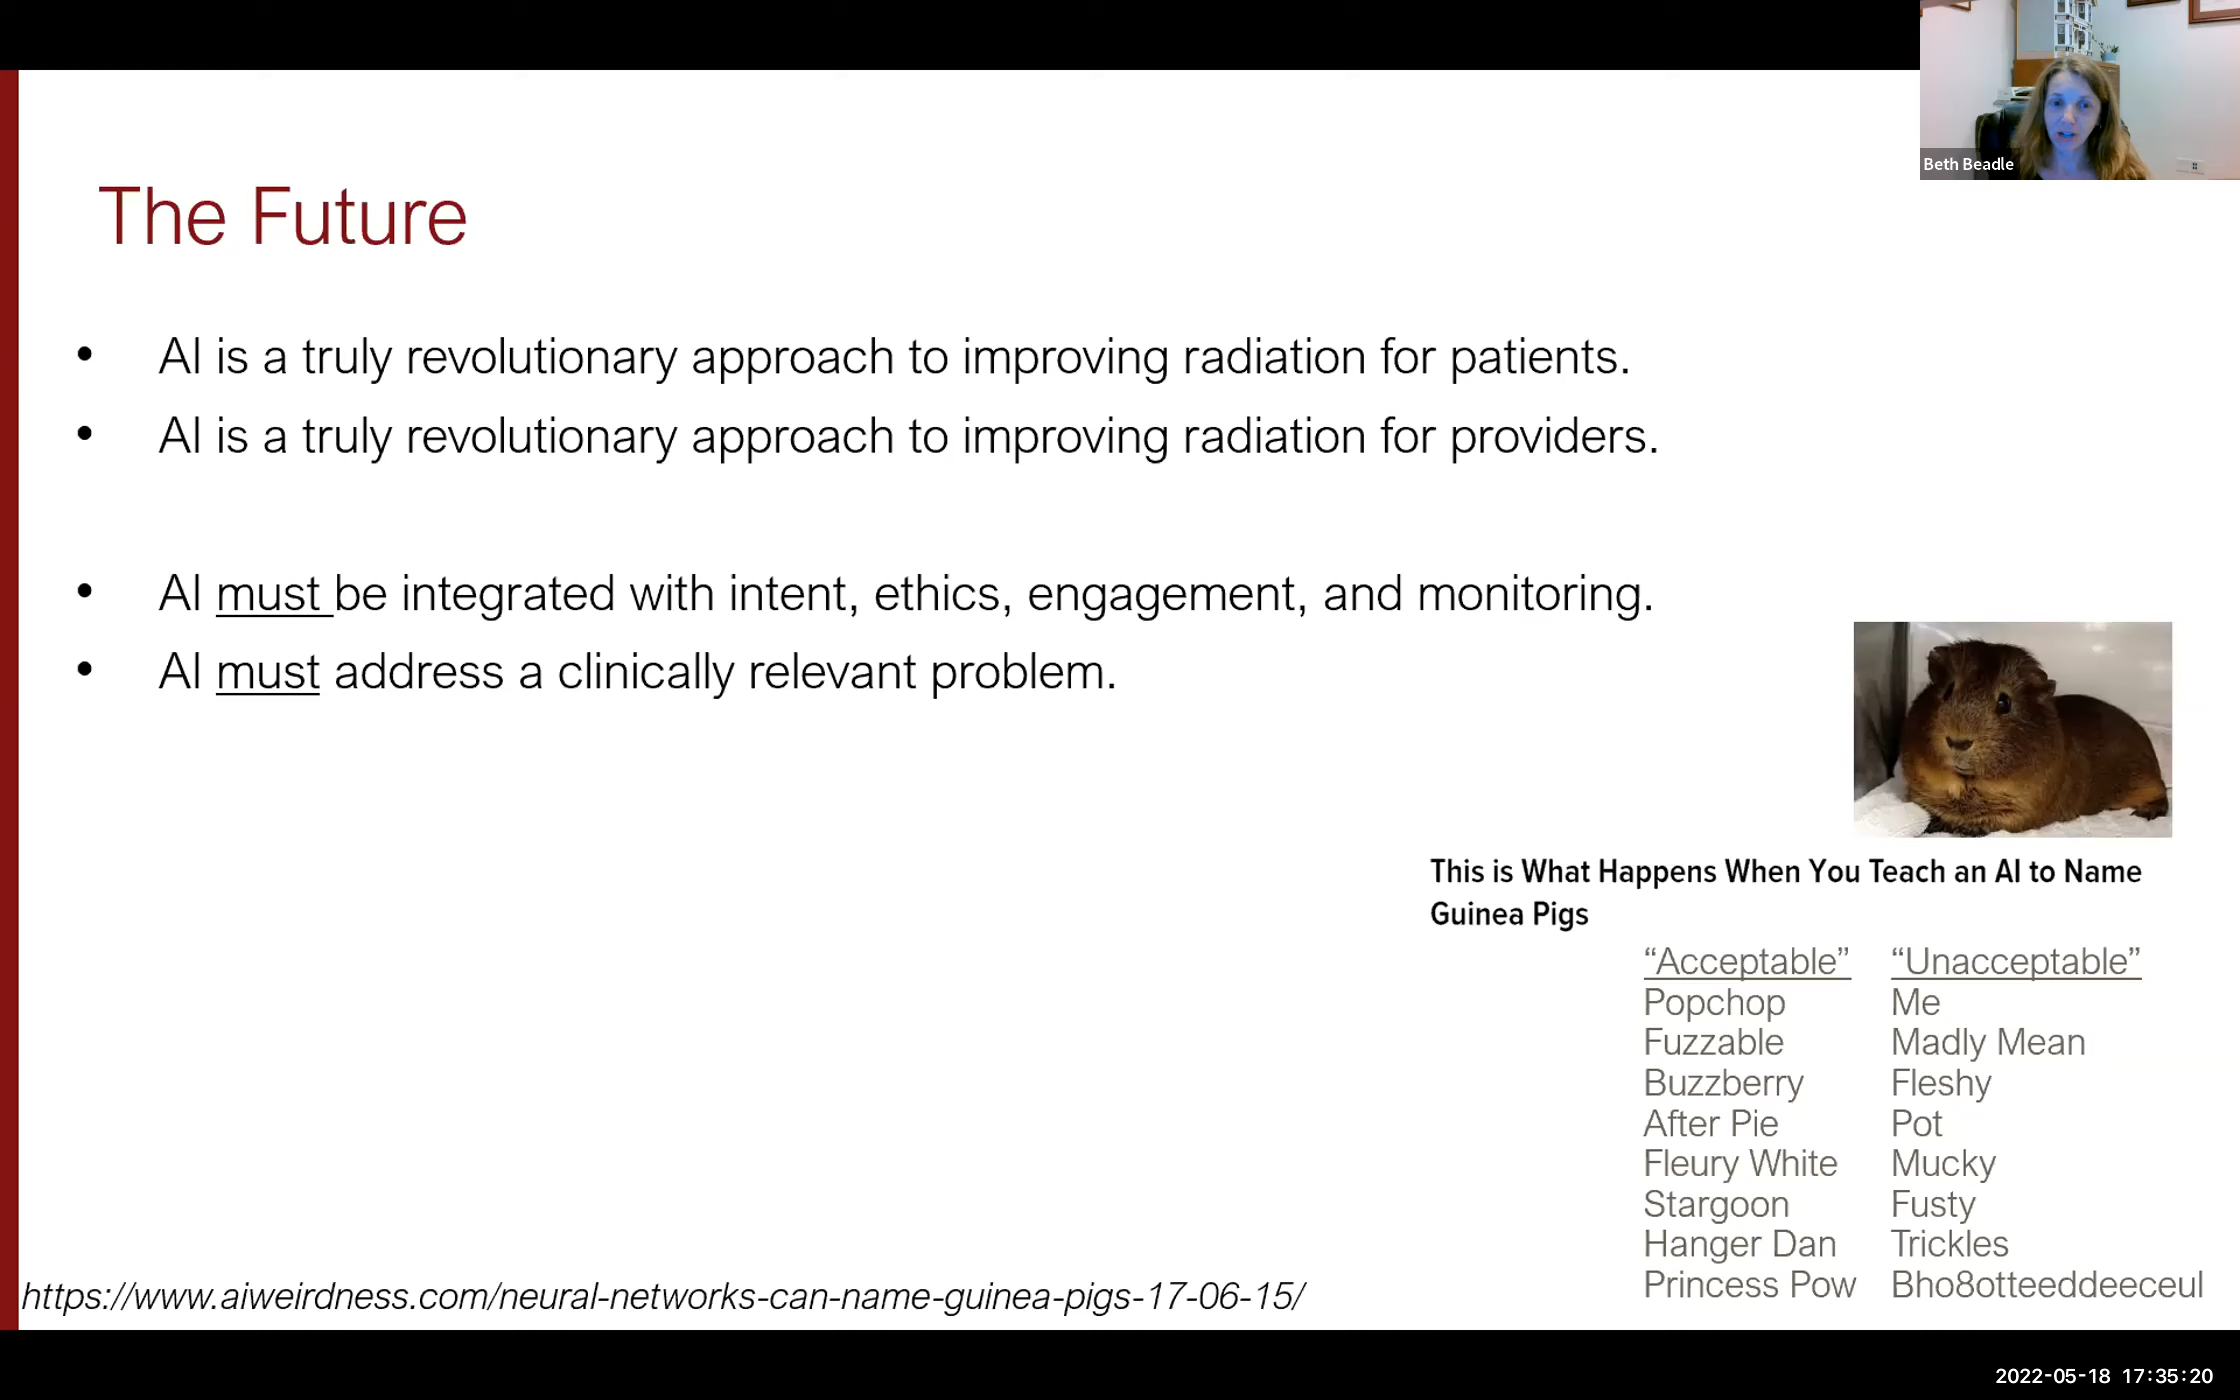 Beth Beadle
The Future
• AI is a truly revolutionary approach to improving radiation for patients.
• AI is a truly revolutionary approach to improving radiation for providers.
• AI must be integrated with intent, ethics, engagement, and monitoring.
• AI must address a clinically relevant problem.
This is What Happens When You Teach an AI to Name
Guinea Pigs
“Acceptable” “Unacceptable”
Popchop Me
Fuzzable Madly Mean
Buzzberry Fleshy
After Pie Pot
Fleury White Mucky
Stargoon Fusty
Hanger Dan Trickles
Princess Pow Bho8otteeddeeceul
https://www.aiweirdness.com/neural-networks-can-name-guinea-pigs-17-06-15/
2022-05-18 17:35:20